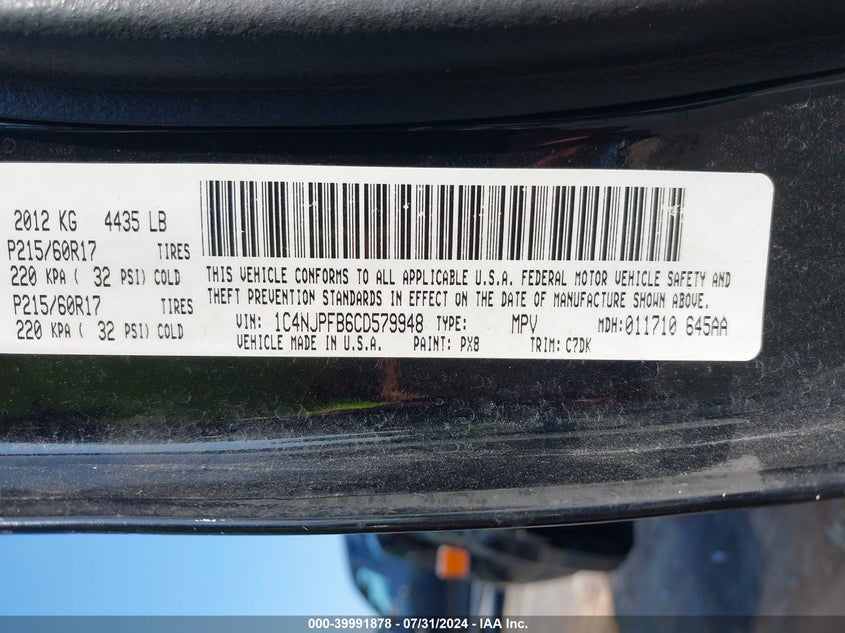 2012 KG 4435 LB
P215/60R17 TIRES
220 KPA ( 32 PSI) COLD
P215/60R17 TIRES
220 KPA ( 32 PSI) COLD
THIS VEHICLE CONFORMS TO ALL APPLICABLE U.S.A. FEDERAL MOTOR VEHICLE SAFETY AND
THEFT PREVENTION STANDARDS IN EFFECT ON THE DATE OF MANUFACTURE SHOWN ABOVE.
VIN: 1C4NJPFB6CD579948 TYPE: MPV MDH:011710 645AA
VEHICLE MADE IN U.S.A. PAINT: PX8 TRIM: C7DK
000-39991878 - 07/31/2024 - IAA Inc.